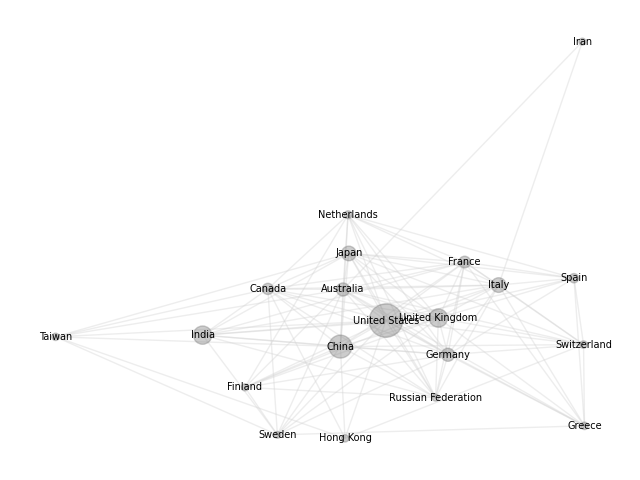 Iran
Netherlands
Japan
France
Spain
Italy
Canada
Australia
United Kingdom
United States
India
Taiwan
China
Switzerland
Germany
Finland
Russian Federation
Greece
Sweden
Hong Kong